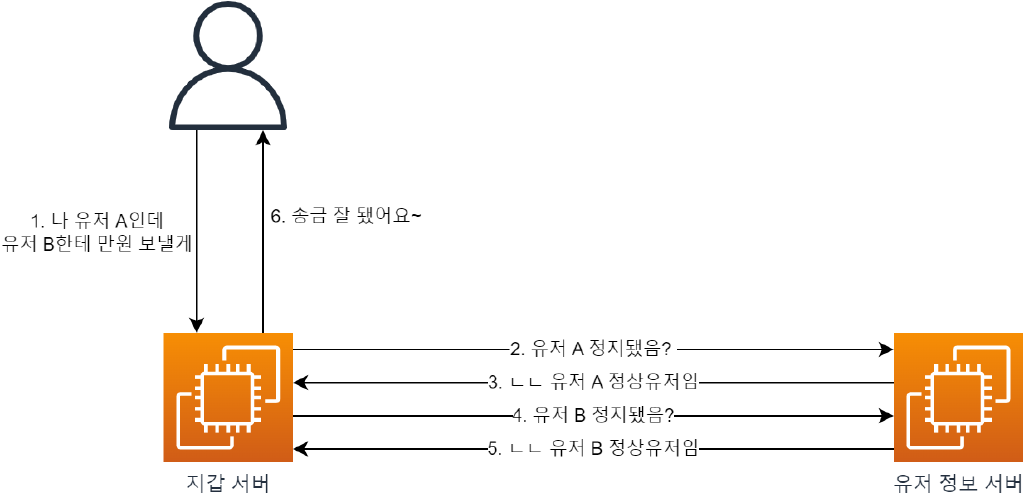 1. 나 유저 A인데
유저 B한테 만원 보낼게
6. 송금 잘 됐어요~
2. 유저 A 정지됐음?
3. ㄴㄴ 유저 A 정상유저임
4. 유저 B 정지됐음?
5. ㄴㄴ 유저 B 정상유저임
지갑 서버
유저 정보 서버